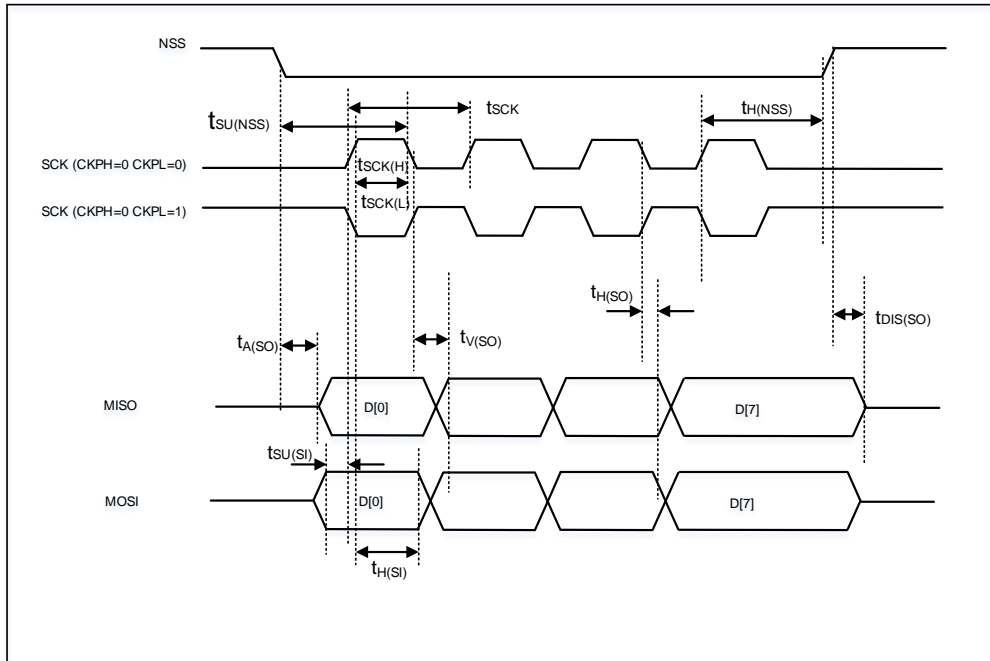 NSS
tSCK
tSU(NSS)
tH(NSS)
SCK (CKPH=0 CKPL=0)
tSCK(H)
tSCK(L)
SCK (CKPH=0 CKPL=1)
tH(SO)
tDIS(SO)
tV(SO)
tA(SO)
MISO
D[0]
D[7]
tSU(SI)
MOSI
D[0]
D[7]
tH(SI)